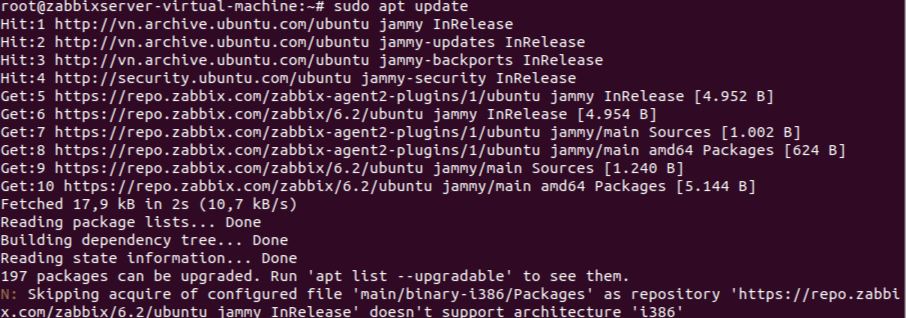 root@zabbixserver-virtual-machine:~# sudo apt update
Hit:1 http://vn.archive.ubuntu.com/ubuntu jammy InRelease
Hit:2 http://vn.archive.ubuntu.com/ubuntu jammy-updates InRelease
Hit:3 http://vn.archive.ubuntu.com/ubuntu jammy-backports InRelease
Hit:4 http://security.ubuntu.com/ubuntu jammy-security InRelease
Get:5 https://repo.zabbix.com/zabbix-agent2-plugins/1/ubuntu jammy InRelease [4.952 B]
Get:6 https://repo.zabbix.com/zabbix/6.2/ubuntu jammy InRelease [4.954 B]
Get:7 https://repo.zabbix.com/zabbix-agent2-plugins/1/ubuntu jammy/main Sources [1.002 B]
Get:8 https://repo.zabbix.com/zabbix-agent2-plugins/1/ubuntu jammy/main amd64 Packages [624 B]
Get:9 https://repo.zabbix.com/zabbix/6.2/ubuntu jammy/main Sources [1.240 B]
Get:10 https://repo.zabbix.com/zabbix/6.2/ubuntu jammy/main amd64 Packages [5.144 B]
Fetched 17,9 kB in 2s (10,7 kB/s)
Reading package lists... Done
Building dependency tree... Done
Reading state information... Done
197 packages can be upgraded. Run 'apt list --upgradable' to see them.
N: Skipping acquire of configured file 'main/binary-i386/Packages' as repository 'https://repo.zabbi
x.com/zabbix/6.2/ubuntu jammy InRelease' doesn't support architecture 'i386'